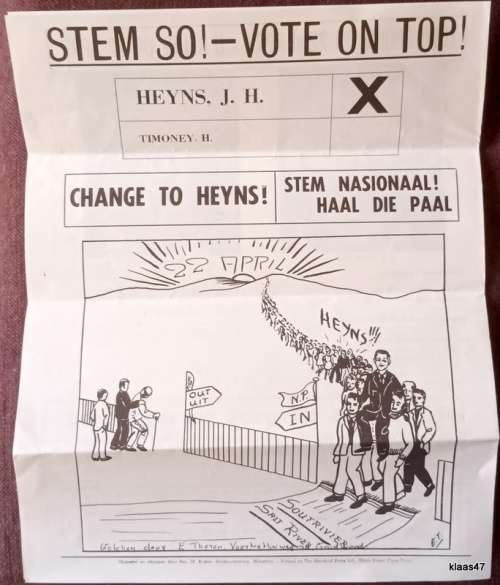 STEM SO!–VOTE ON TOP!
HEYNS, J. H. X
TIMONEY. H.
CHANGE TO HEYNS!
STEM NASIONAAL!
HAAL DIE PAAL
22 APRIL
HEYNS!!!
OUT
UIT
N.P.
IN
SOUTRIVIER
SALT RIVER
E.T.
klaas47